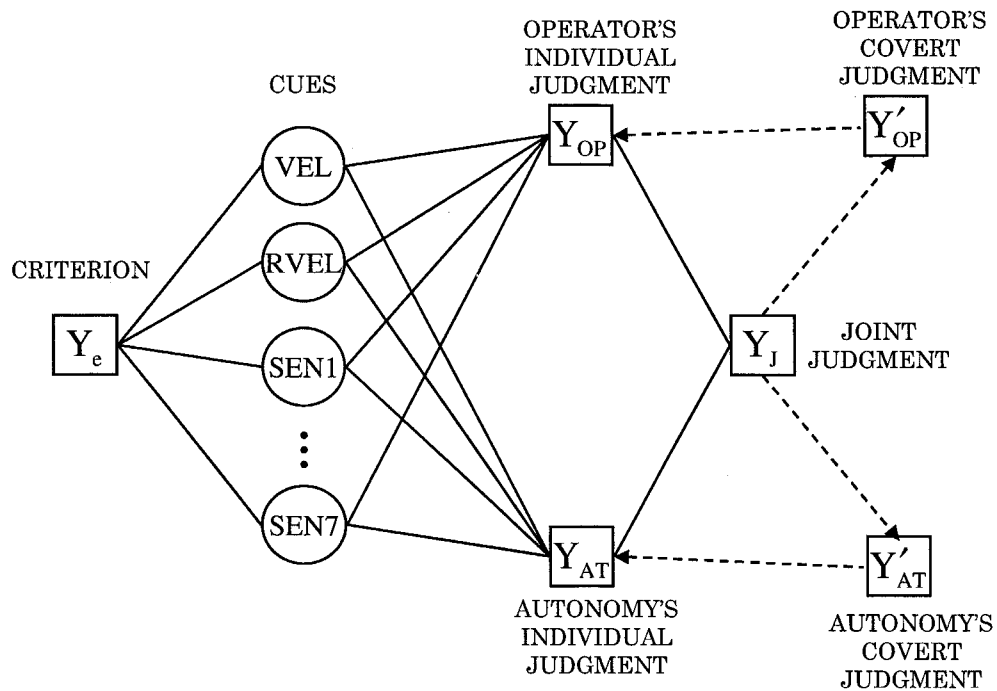 OPERATOR'S
INDIVIDUAL
JUDGMENT
OPERATOR'S
COVERT
JUDGMENT
CUES
VEL
Y_OP
Y'_OP
RVEL
CRITERION
Y_e
SEN1
Y_J
JOINT
JUDGMENT
SEN7
Y_AT
Y'_AT
AUTONOMY'S
INDIVIDUAL
JUDGMENT
AUTONOMY'S
COVERT
JUDGMENT